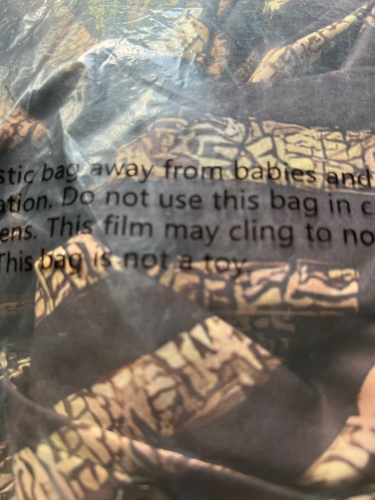 stic bag away from babies and
ation. Do not use this bag in c
ens. This film may cling to no
This bag is not a toy.